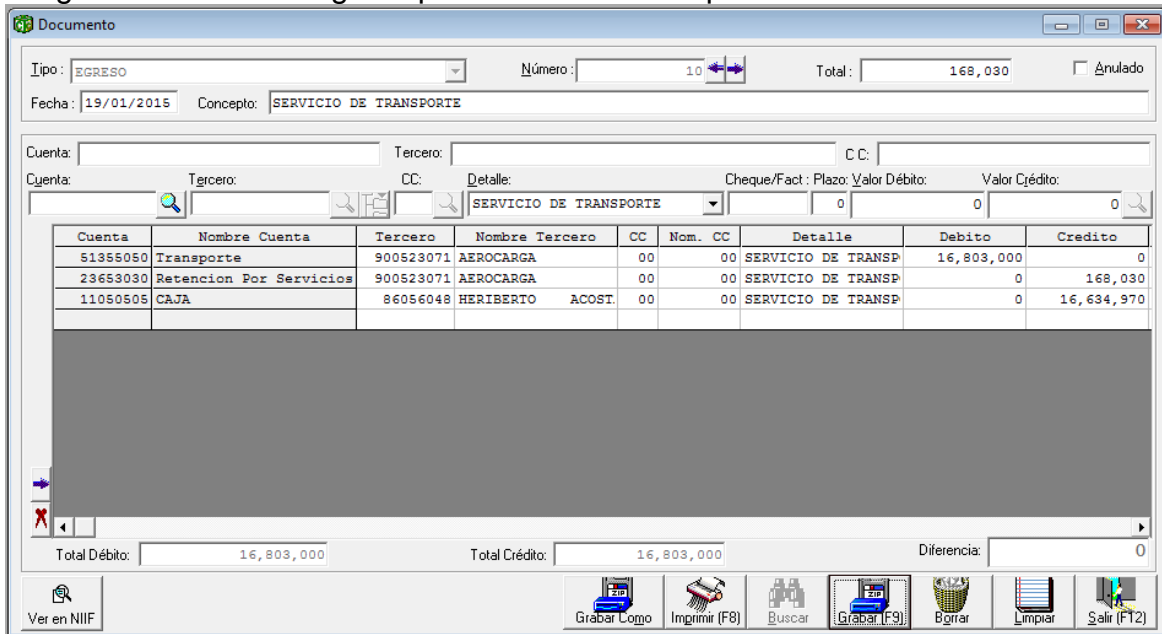 Documento
Tipo : EGRESO Número : 10 Total : 168,030 Anulado
Fecha : 19/01/2015 Concepto: SERVICIO DE TRANSPORTE
Cuenta: Tercero: C C:
Cuenta: Tercero: CC: Detalle: Cheque/Fact : Plazo: Valor Débito: Valor Crédito:
SERVICIO DE TRANSPORTE 0 0 0
Cuenta Nombre Cuenta Tercero Nombre Tercero CC Nom. CC Detalle Debito Credito
51355050 Transporte 900523071 AEROCARGA 00 00 SERVICIO DE TRANSP 16,803,000 0
23653030 Retencion Por Servicios 900523071 AEROCARGA 00 00 SERVICIO DE TRANSP 0 168,030
11050505 CAJA 86056048 HERIBERTO ACOST. 00 00 SERVICIO DE TRANSP 0 16,634,970
Total Débito: 16,803,000 Total Crédito: 16,803,000 Diferencia: 0
Ver en NIIF Grabar Como Imprimir (F8) Buscar Grabar (F9) Borrar Limpiar Salir (F12)